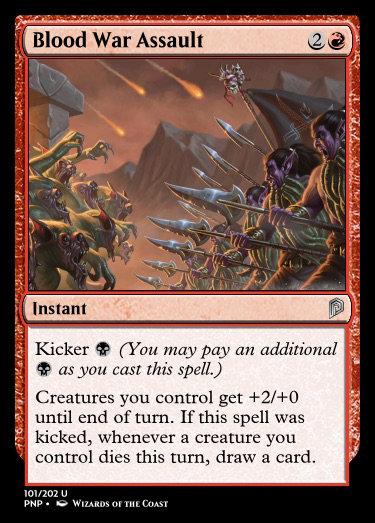 Blood War Assault 2
Instant
Kicker (You may pay an additional
as you cast this spell.)
Creatures you control get +2/+0
until end of turn. If this spell was
kicked, whenever a creature you
control dies this turn, draw a card.
101/202 U
PNP • Wizards of the Coast